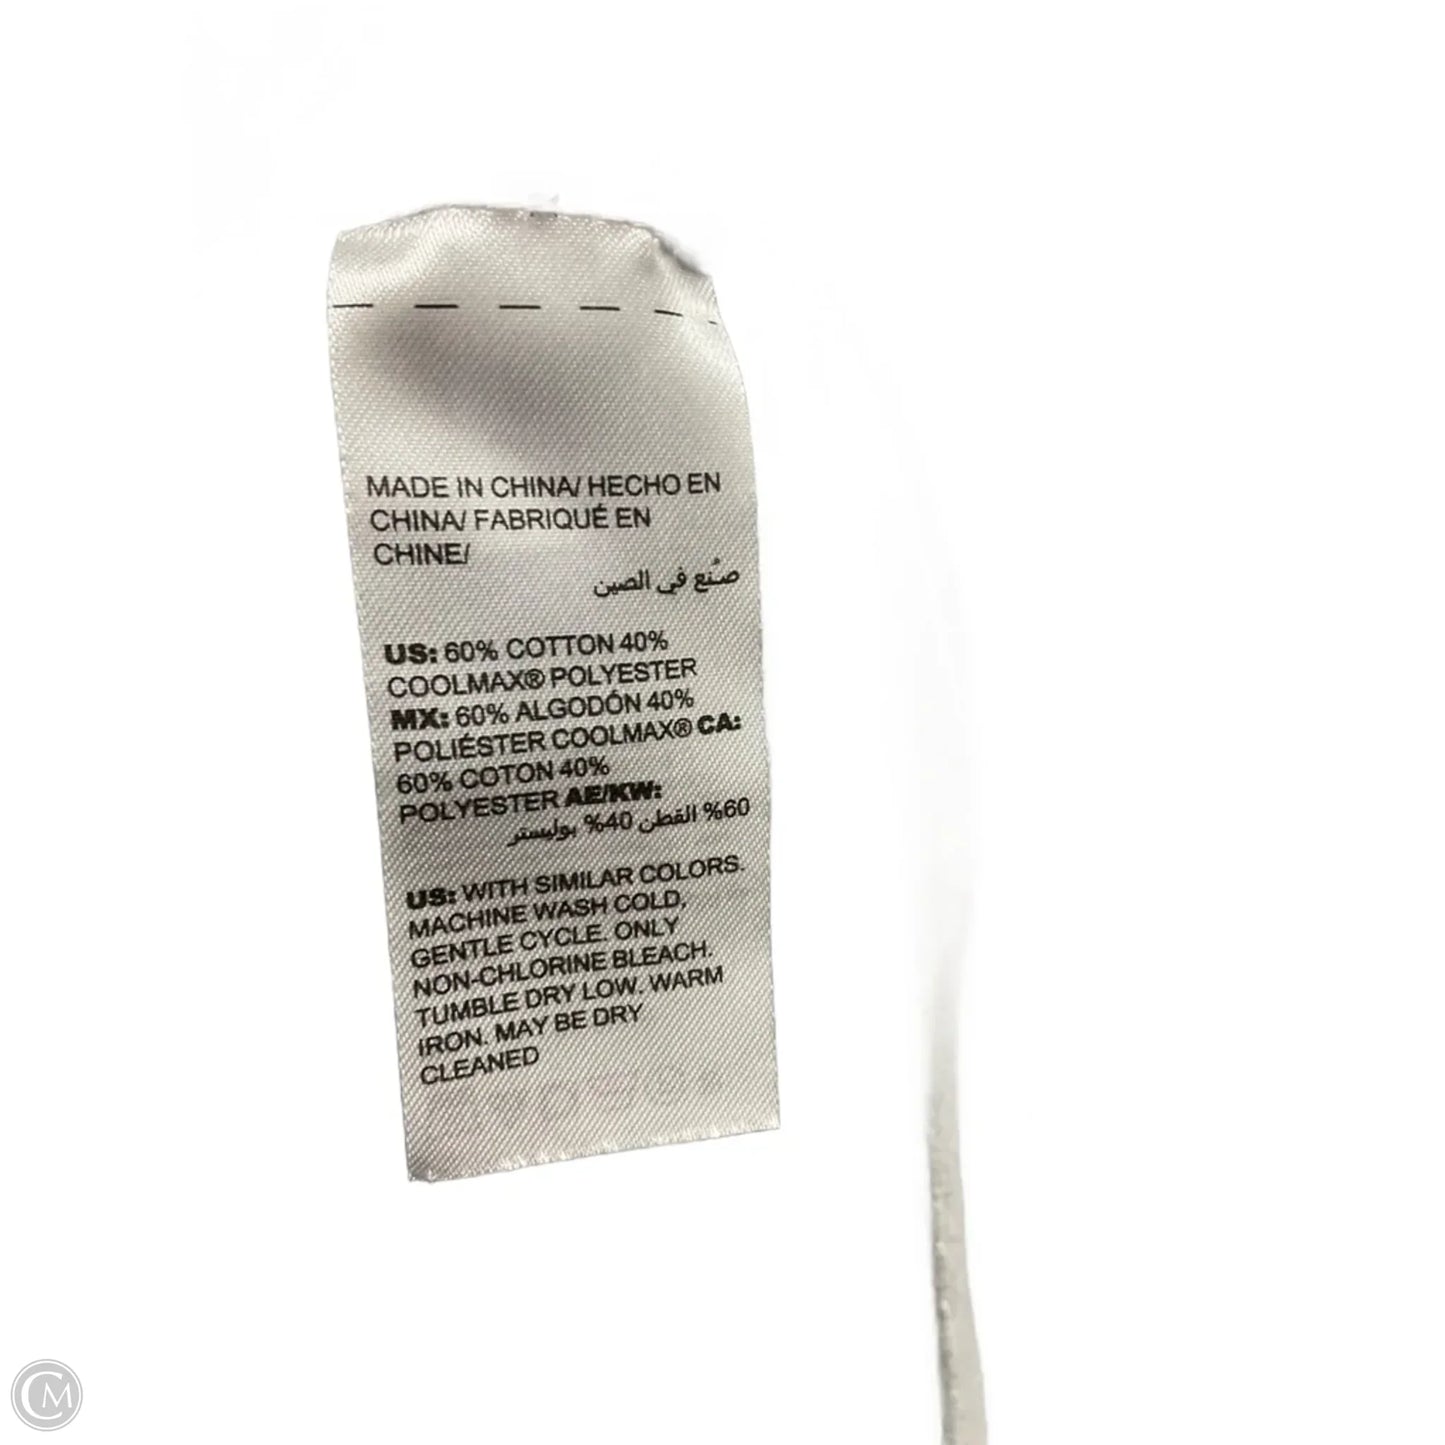 MADE IN CHINA/ HECHO EN
CHINA/ FABRIQUÉ EN
CHINE/
صُنع في الصين
US: 60% COTTON 40%
COOLMAX® POLYESTER
MX: 60% ALGODÓN 40%
POLIÉSTER COOLMAX® CA:
60% COTON 40%
POLYESTER AE/KW:
60% القطن 40% بوليستر
US: WITH SIMILAR COLORS.
MACHINE WASH COLD,
GENTLE CYCLE. ONLY
NON-CHLORINE BLEACH.
TUMBLE DRY LOW. WARM
IRON. MAY BE DRY
CLEANED
CM